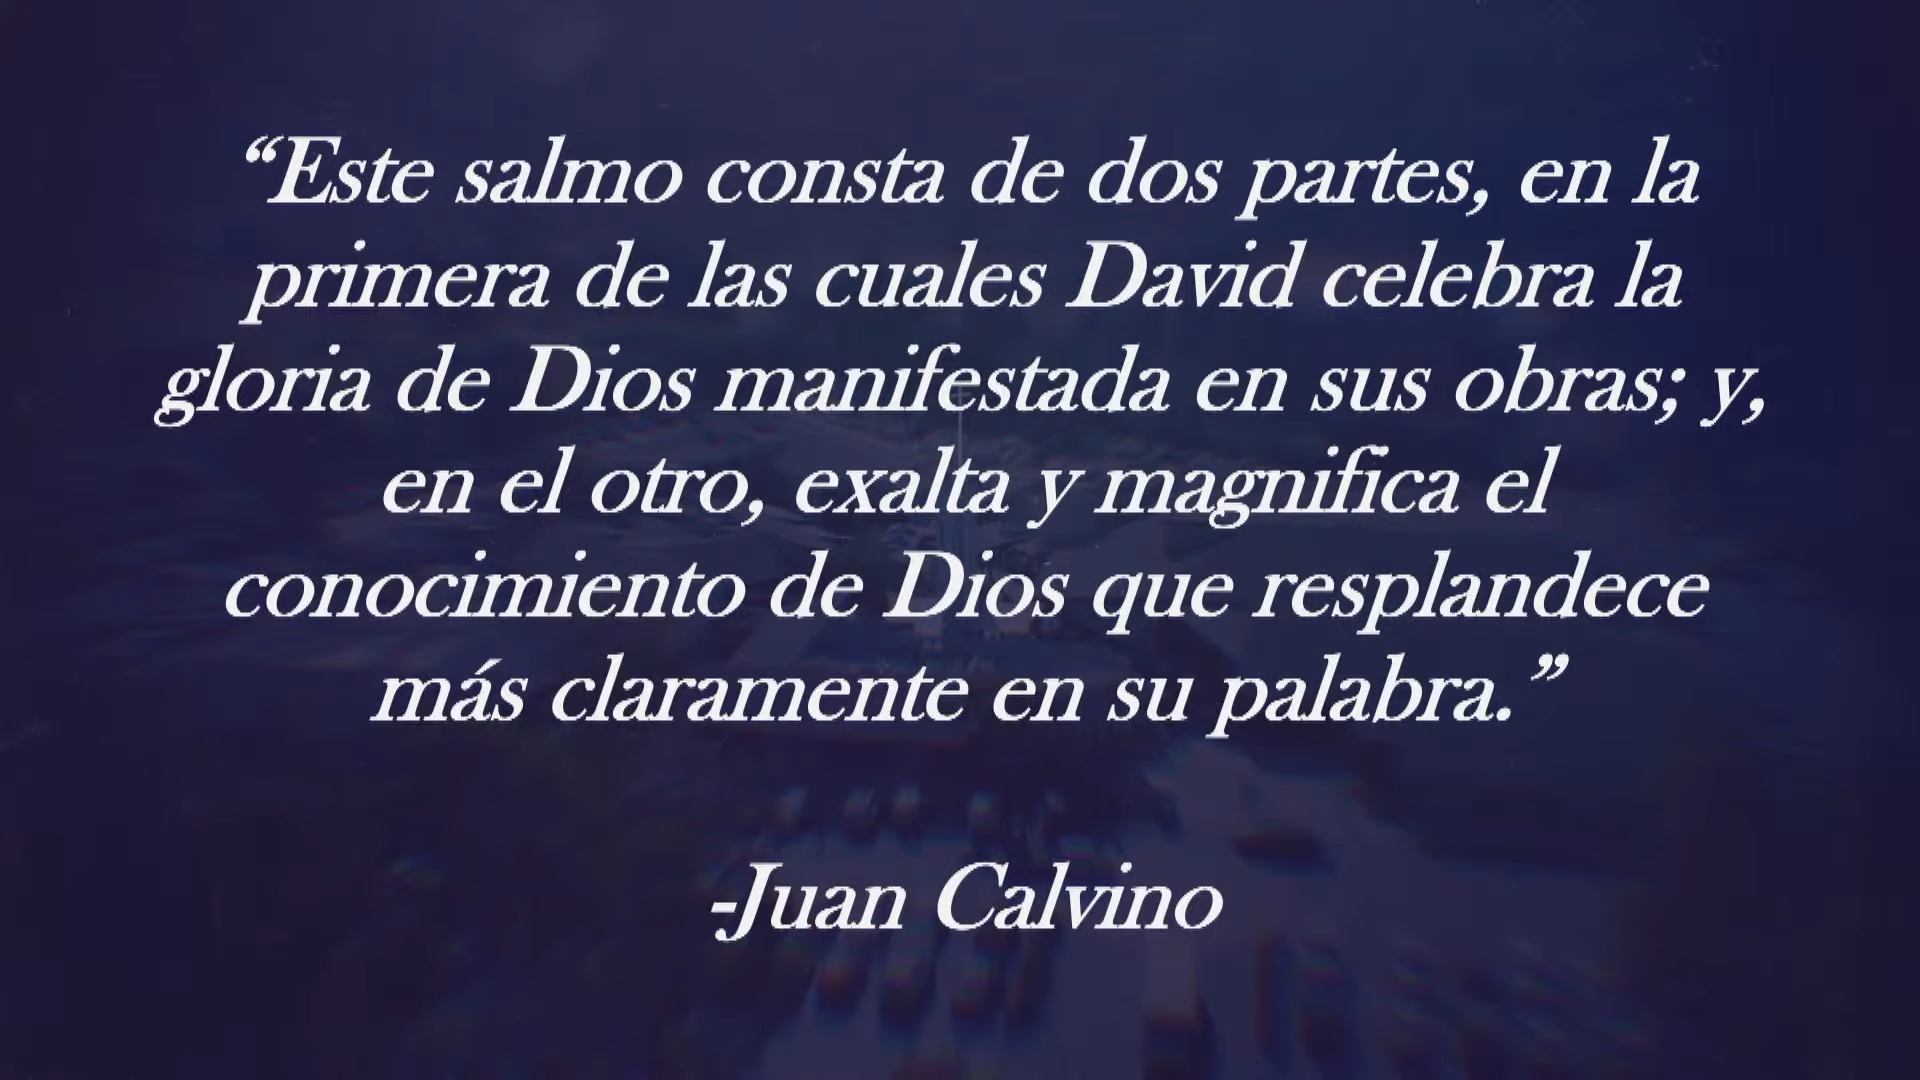 “Este salmo consta de dos partes, en la
primera de las cuales David celebra la
gloria de Dios manifestada en sus obras; y,
en el otro, exalta y magnifica el
conocimiento de Dios que resplandece
más claramente en su palabra.”
-Juan Calvino